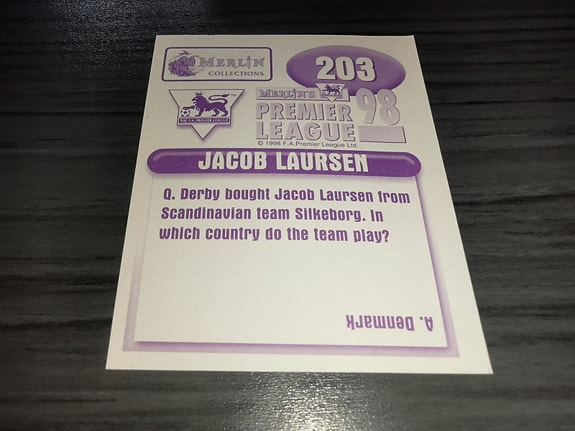 MERLIN
COLLECTIONS
203
MERLIN'S
PREMIER
LEAGUE
98
© 1998 F.A. Premier League Ltd.
JACOB LAURSEN
Q. Derby bought Jacob Laursen from
Scandinavian team Silkeborg. In
which country do the team play?
A. Denmark